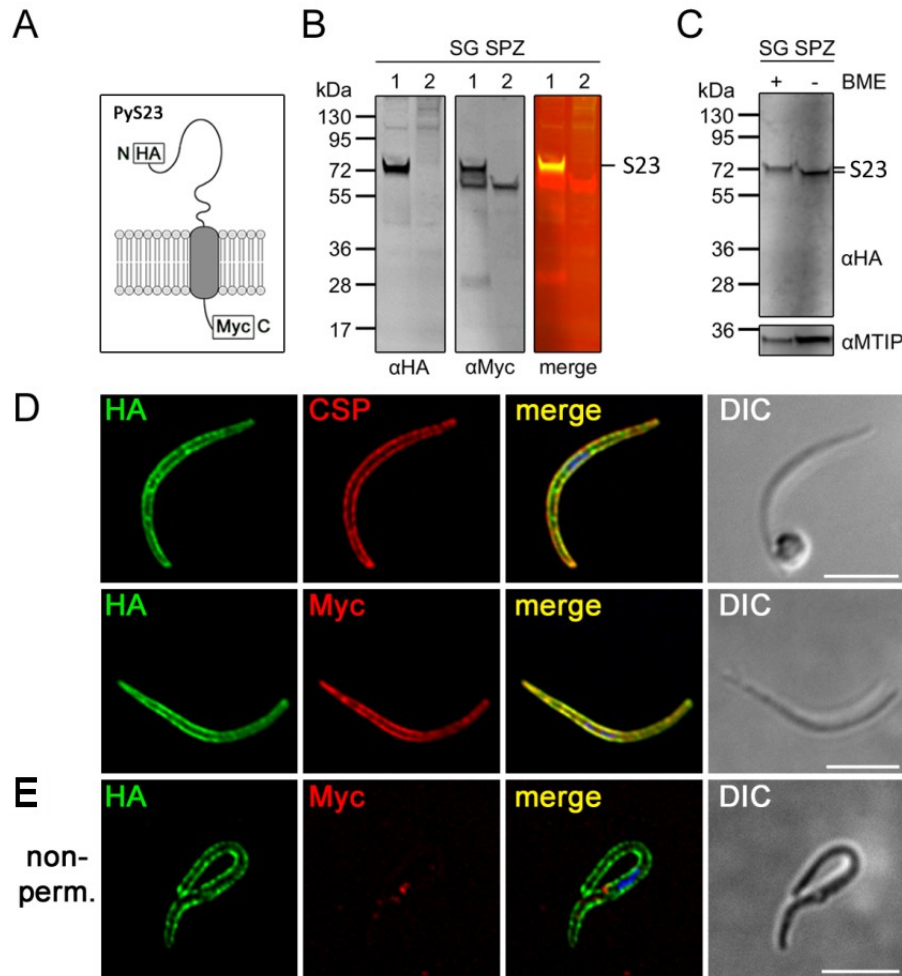 A
PyS23
N HA
Myc C
B
SG SPZ
1 2 1 2 1 2
kDa
130
95
72
55
36
28
17
S23
αHA αMyc merge
C
SG SPZ
+ - BME
kDa
130
95
72
55
36
28
S23
αHA
36
αMTIP
D
HA CSP merge DIC
HA Myc merge DIC
E
non-
perm.
HA Myc merge DIC